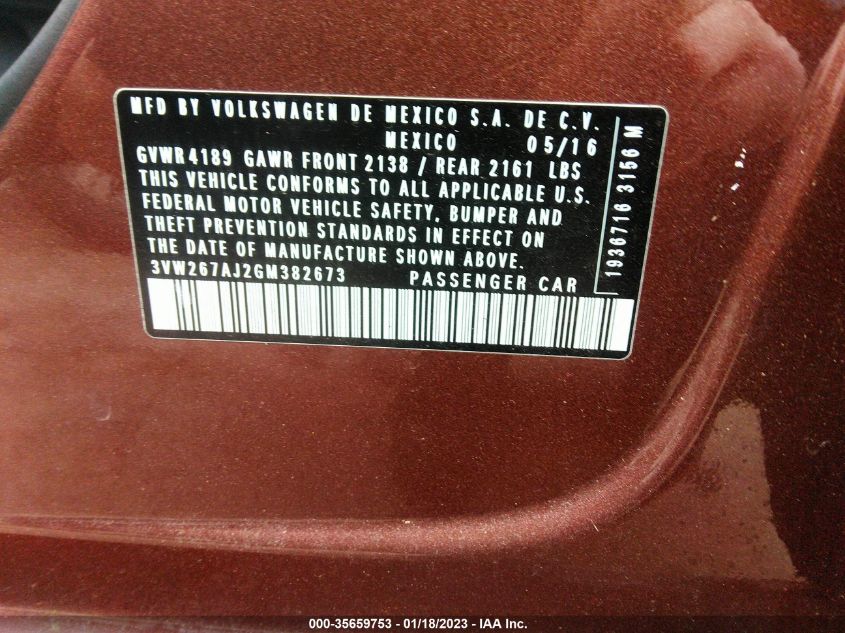 MFD BY VOLKSWAGEN DE MEXICO S.A. DE C.V.
MEXICO 05/16
GVWR 4189 GAWR FRONT 2138 / REAR 2161 LBS
THIS VEHICLE CONFORMS TO ALL APPLICABLE U.S.
FEDERAL MOTOR VEHICLE SAFETY, BUMPER AND
THEFT PREVENTION STANDARDS IN EFFECT ON
THE DATE OF MANUFACTURE SHOWN ABOVE.
3VW267AJ2GM382673 PASSENGER CAR
1936716 3156 M
000-35659753 - 01/18/2023 - IAA Inc.